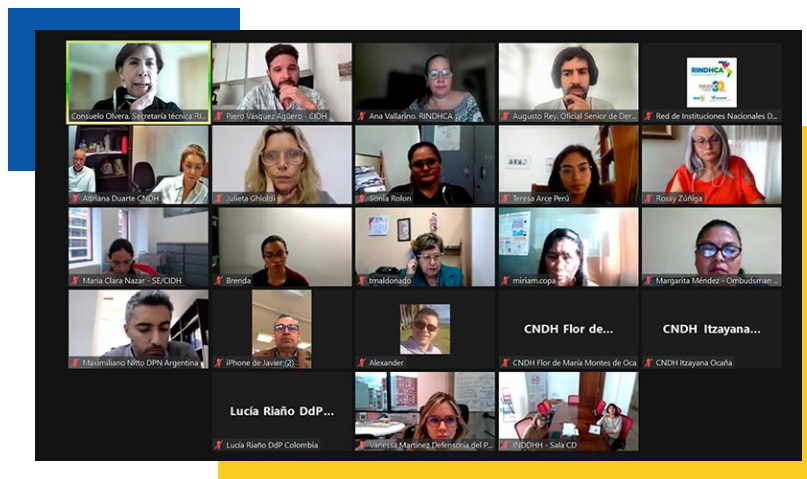 Consuelo Olvera. Secretaría técnica RI...
Piero Vasquez Agüero - CIDH
Ana Vallarino. RINDHCA
Augusto Rey. Oficial Senior de Der...
RINDHCA
Red de Instituciones Nacionales D...
Adriana Duarte CNDH
Julieta Ghioldi
Sonia Rolon
Teresa Arce Perú
Rossy Zúñiga
María Clara Nazar - SE/CIDH
Brenda
tmaldonado
miriam.copa
Margarita Méndez - Ombudsman ...
Maximiliano Nitto DPN Argentina
iPhone de Javier (2)
Alexander
CNDH Flor de...
CNDH Flor de María Montes de Oca
CNDH Itzayana...
CNDH Itzayana Ocaña
Lucía Riaño DdP...
Lucía Riaño DdP Colombia
Vanessa Martinez Defensoría del P...
INDDHH - Sala CD